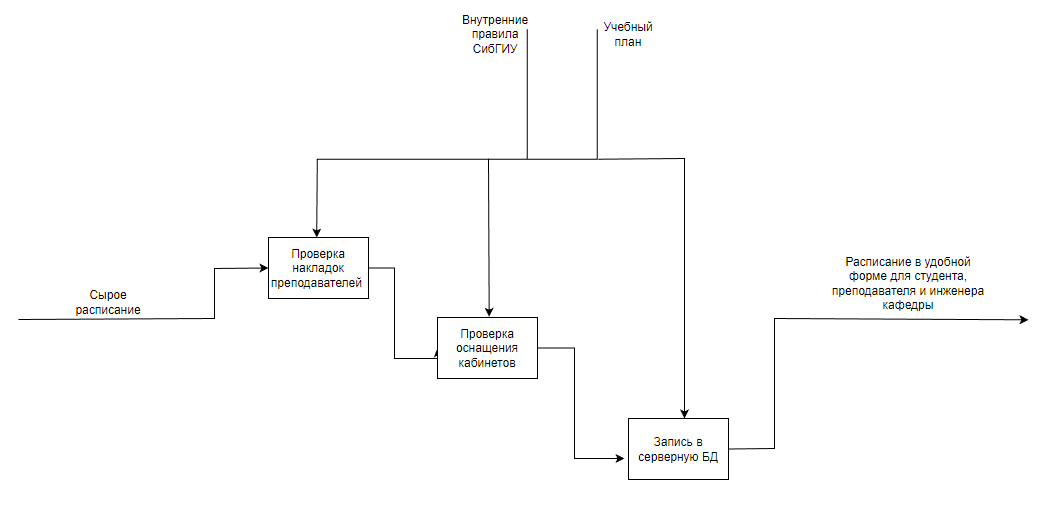 Внутренние
правила
СибГИУ
Учебный
план
Проверка
накладок
преподавателей
Сырое
расписание
Проверка
оснащения
кабинетов
Расписание в удобной
форме для студента,
преподавателя и инженера
кафедры
Запись в
серверную БД